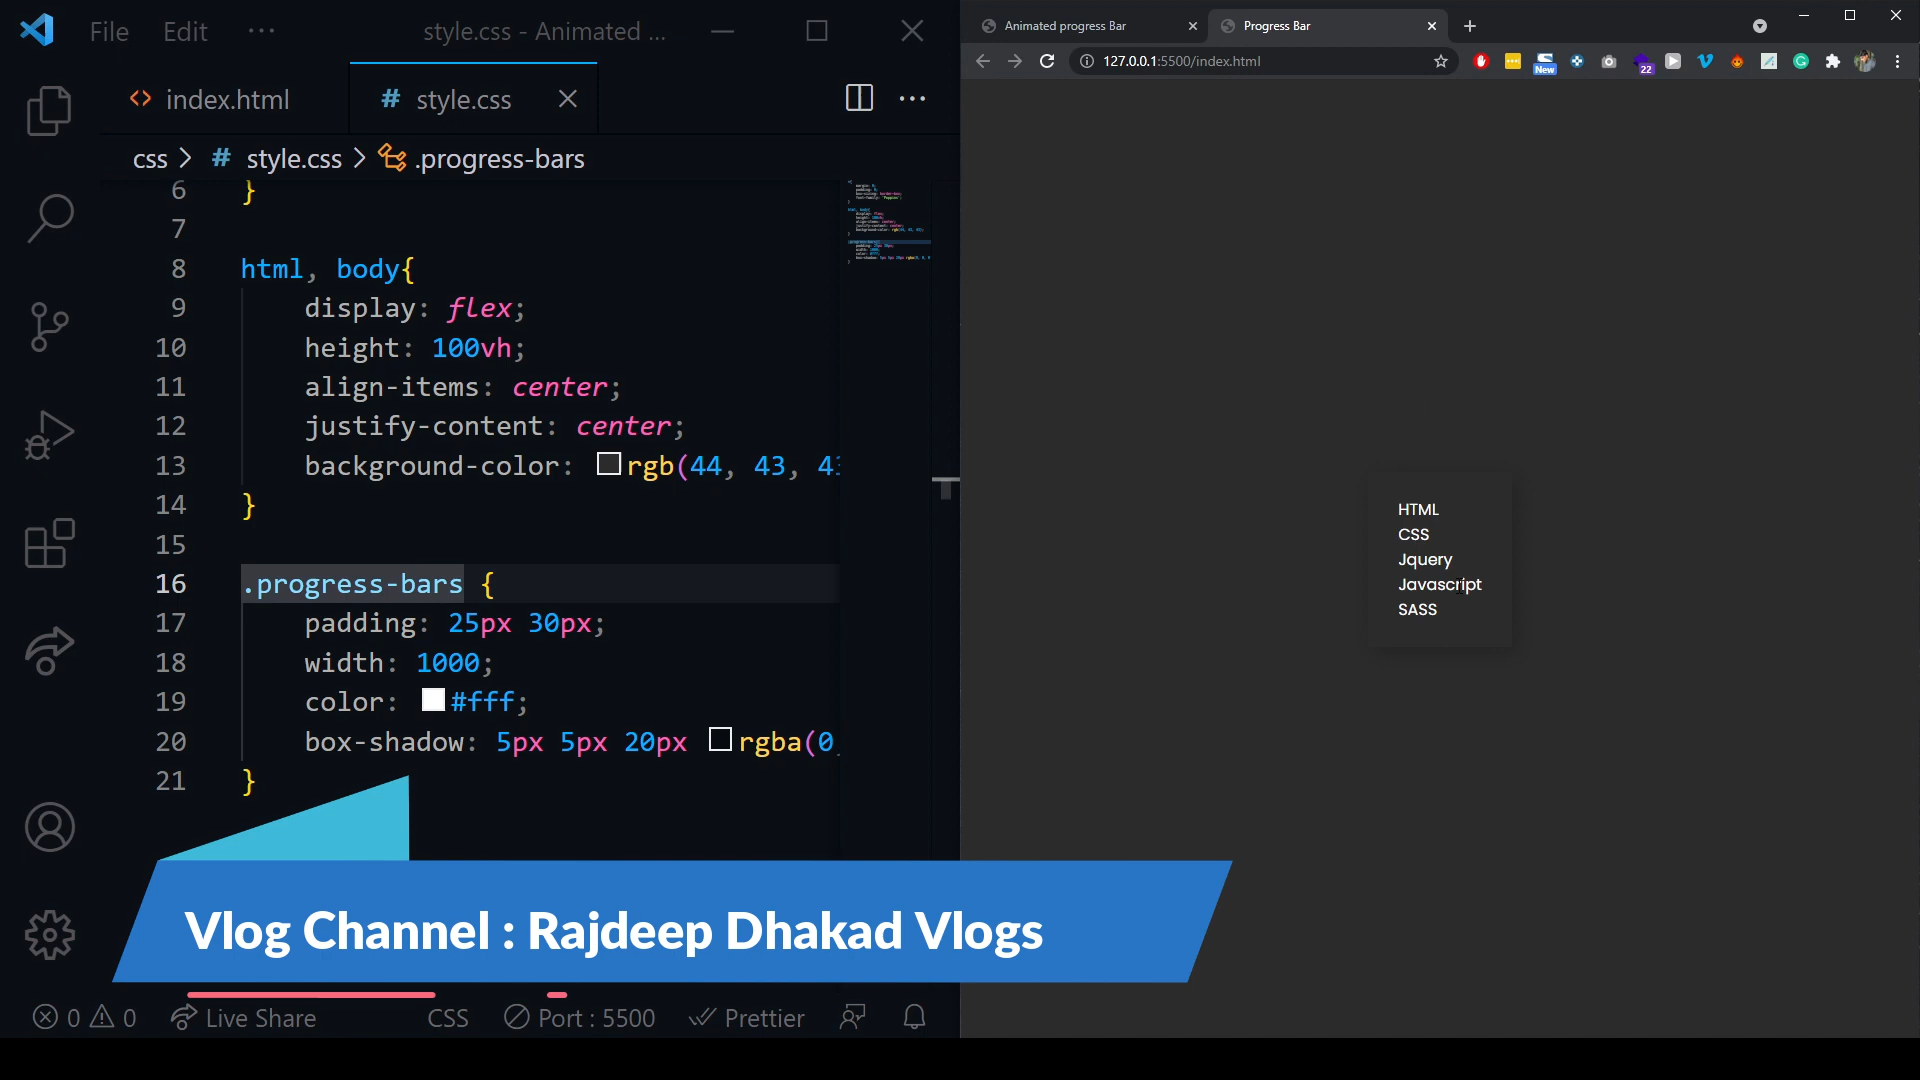 File Edit ··· style.css - Animated ...
index.html
# style.css
css > # style.css > .progress-bars
6 }
7
8 html, body{
9 display: flex;
10 height: 100vh;
11 align-items: center;
12 justify-content: center;
13 background-color: rgb(44, 43, 43
14 }
15
16 .progress-bars {
17 padding: 25px 30px;
18 width: 1000;
19 color: #fff;
20 box-shadow: 5px 5px 20px rgba(0,
21 }
Vlog Channel : Rajdeep Dhakad Vlogs
0 0 Live Share CSS Port : 5500 Prettier
Animated progress Bar
Progress Bar
127.0.0.1:5500/index.html
New
22
HTML
CSS
Jquery
Javascript
SASS